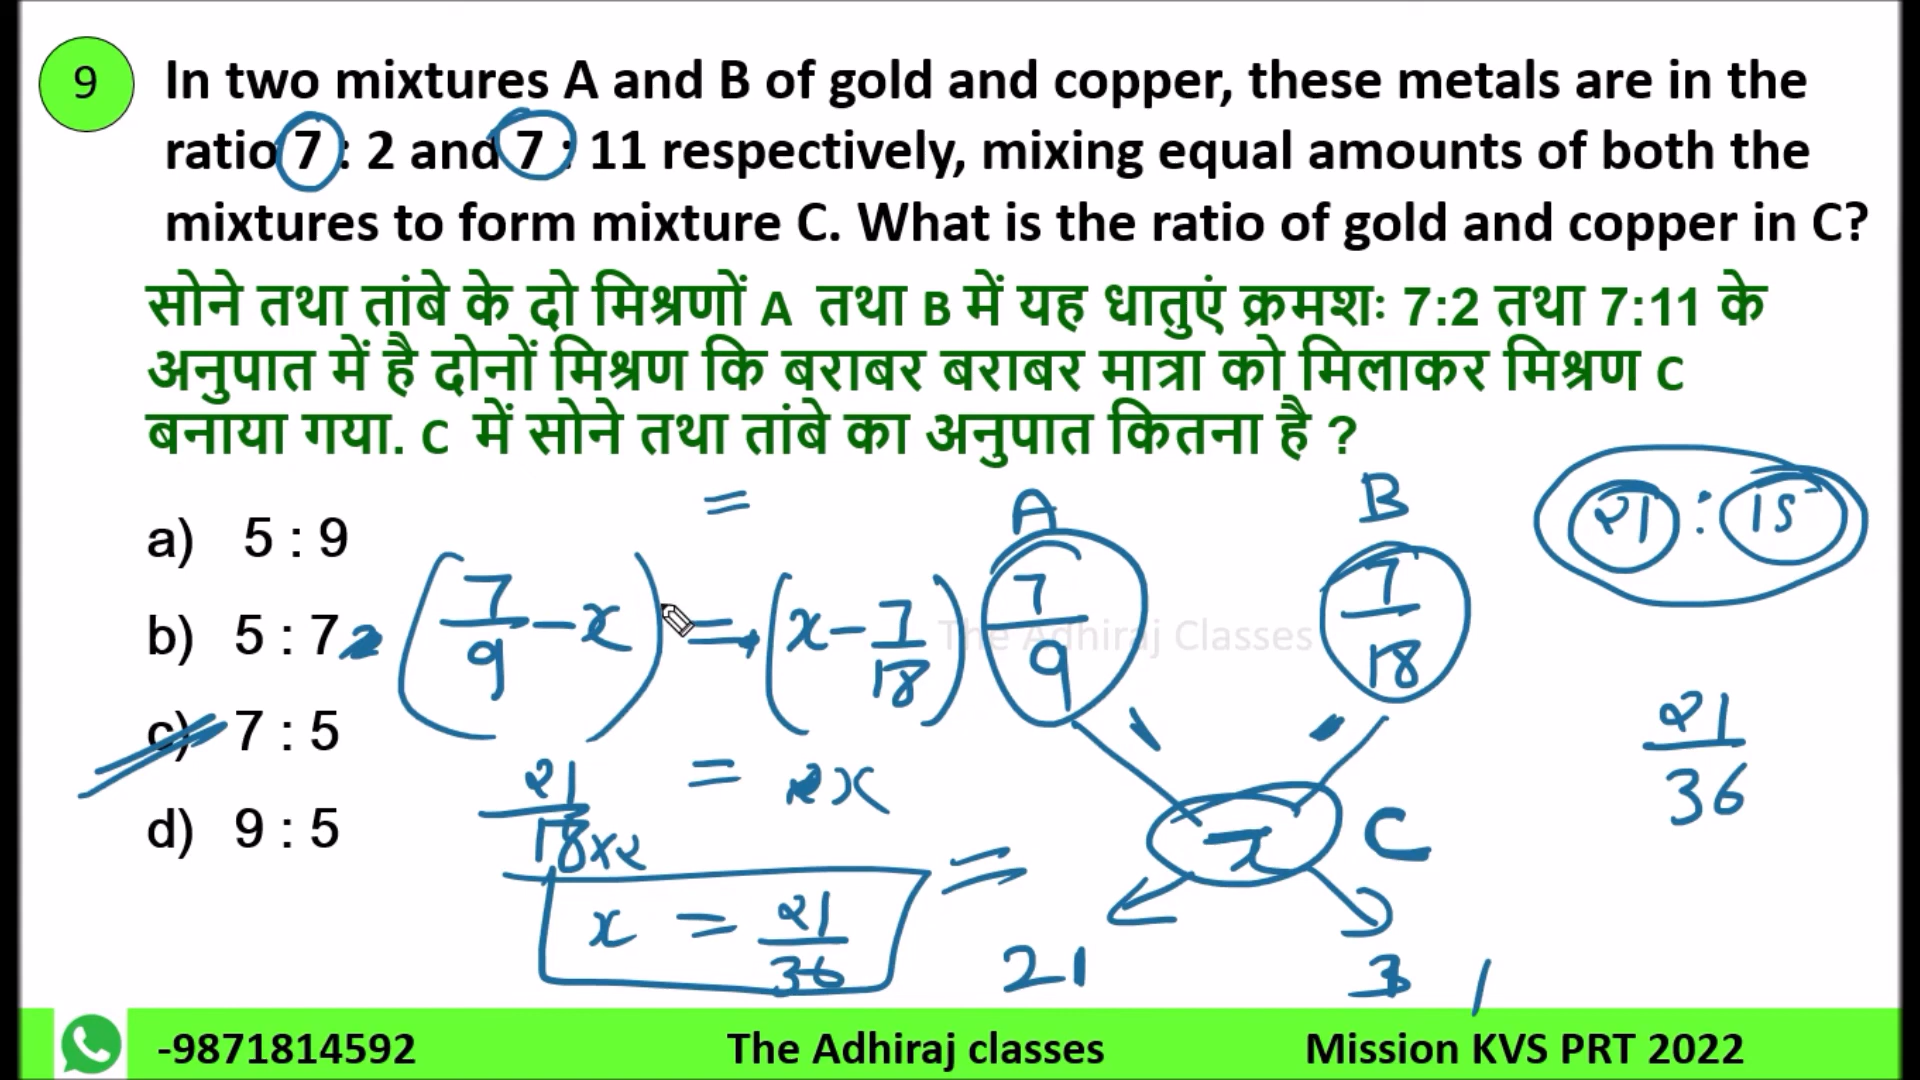 9
In two mixtures A and B of gold and copper, these metals are in the
ratio 7 : 2 and 7 : 11 respectively, mixing equal amounts of both the
mixtures to form mixture C. What is the ratio of gold and copper in C?
सोने तथा तांबे के दो मिश्रणों A तथा B में यह धातुएं क्रमशः 7:2 तथा 7:11 के
अनुपात में है दोनों मिश्रण कि बराबर बराबर मात्रा को मिलाकर मिश्रण C
बनाया गया. C में सोने तथा तांबे का अनुपात कितना है ?
=
A
B
21 : 15
a) 5 : 9
b) 5 : 7
c) 7 : 5
d) 9 : 5
(7/9 - x) = (x - 7/18)
7/9
7/18
21/18×2 = 2x
x = 21/36
=
x
C
21
21/36
The Adhiraj Classes
-9871814592
The Adhiraj classes
Mission KVS PRT 2022